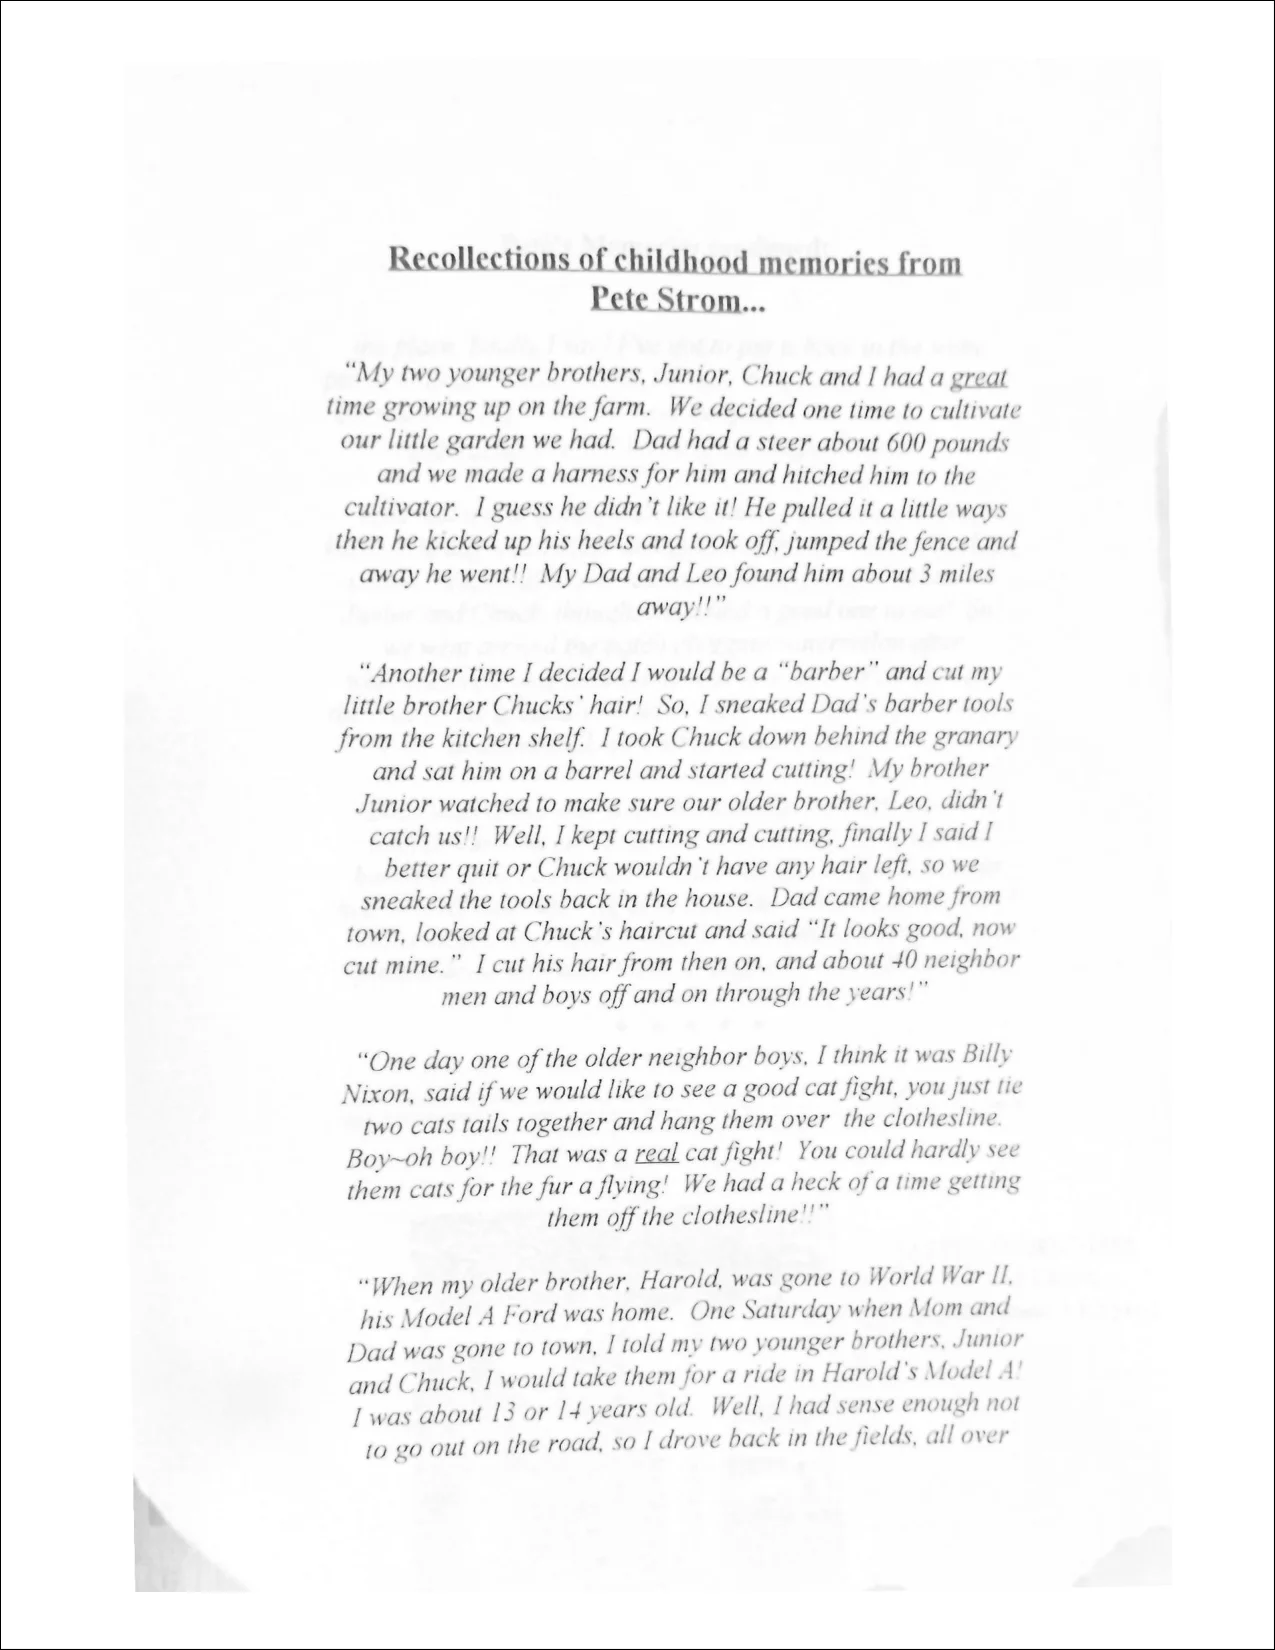 Recollections of childhood memories from
Pete Strom...
“My two younger brothers, Junior, Chuck and I had a great
time growing up on the farm.  We decided one time to cultivate
our little garden we had.  Dad had a steer about 600 pounds
and we made a harness for him and hitched him to the
cultivator.  I guess he didn't like it! He pulled it a little ways
then he kicked up his heels and took off, jumped the fence and
away he went!!  My Dad and Leo found him about 3 miles
away!!”
“Another time I decided I would be a “barber” and cut my
little brother Chucks' hair!  So, I sneaked Dad's barber tools
from the kitchen shelf.  I took Chuck down behind the granary
and sat him on a barrel and started cutting!  My brother
Junior watched to make sure our older brother, Leo, didn't
catch us!!  Well, I kept cutting and cutting, finally I said I
better quit or Chuck wouldn't have any hair left, so we
sneaked the tools back in the house.  Dad came home from
town, looked at Chuck's haircut and said “It looks good, now
cut mine.”  I cut his hair from then on, and about 40 neighbor
men and boys off and on through the years!”
“One day one of the older neighbor boys, I think it was Billy
Nixon, said if we would like to see a good cat fight, you just tie
two cats tails together and hang them over  the clothesline.
Boy~oh boy!!  That was a real cat fight!  You could hardly see
them cats for the fur a flying!  We had a heck of a time getting
them off the clothesline!!”
“When my older brother, Harold, was gone to World War II,
his Model A Ford was home.  One Saturday when Mom and
Dad was gone to town, I told my two younger brothers, Junior
and Chuck, I would take them for a ride in Harold's Model A!
I was about 13 or 14 years old.  Well, I had sense enough not
to go out on the road, so I drove back in the fields, all over